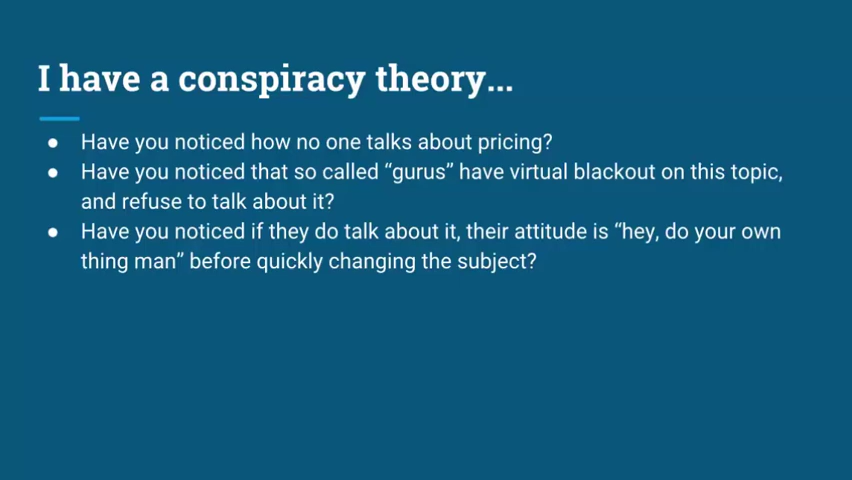 I have a conspiracy theory...
● Have you noticed how no one talks about pricing?
● Have you noticed that so called “gurus” have virtual blackout on this topic,
and refuse to talk about it?
● Have you noticed if they do talk about it, their attitude is “hey, do your own
thing man” before quickly changing the subject?